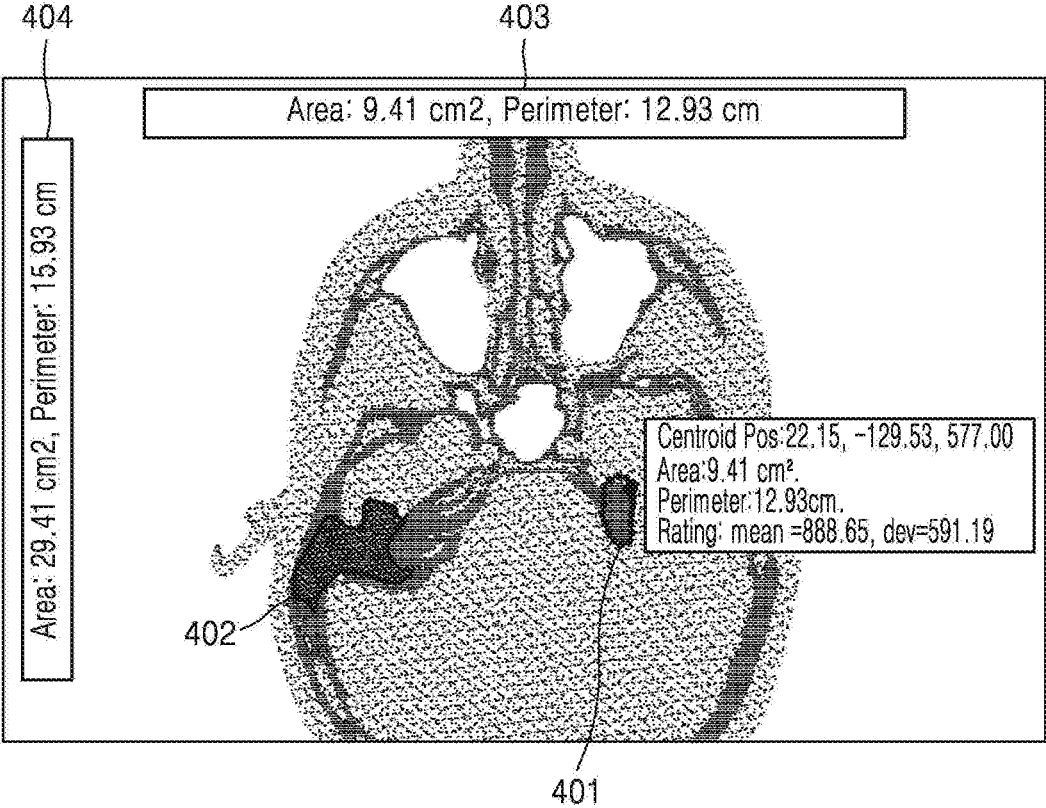 404
403
Area: 9.41 cm2, Perimeter: 12.93 cm
Area: 29.41 cm2, Perimeter: 15.93 cm
Centroid Pos:22.15, −129.53, 577.00
Area:9.41 cm².
Perimeter:12.93cm.
Rating: mean =888.65, dev=591.19
402
401